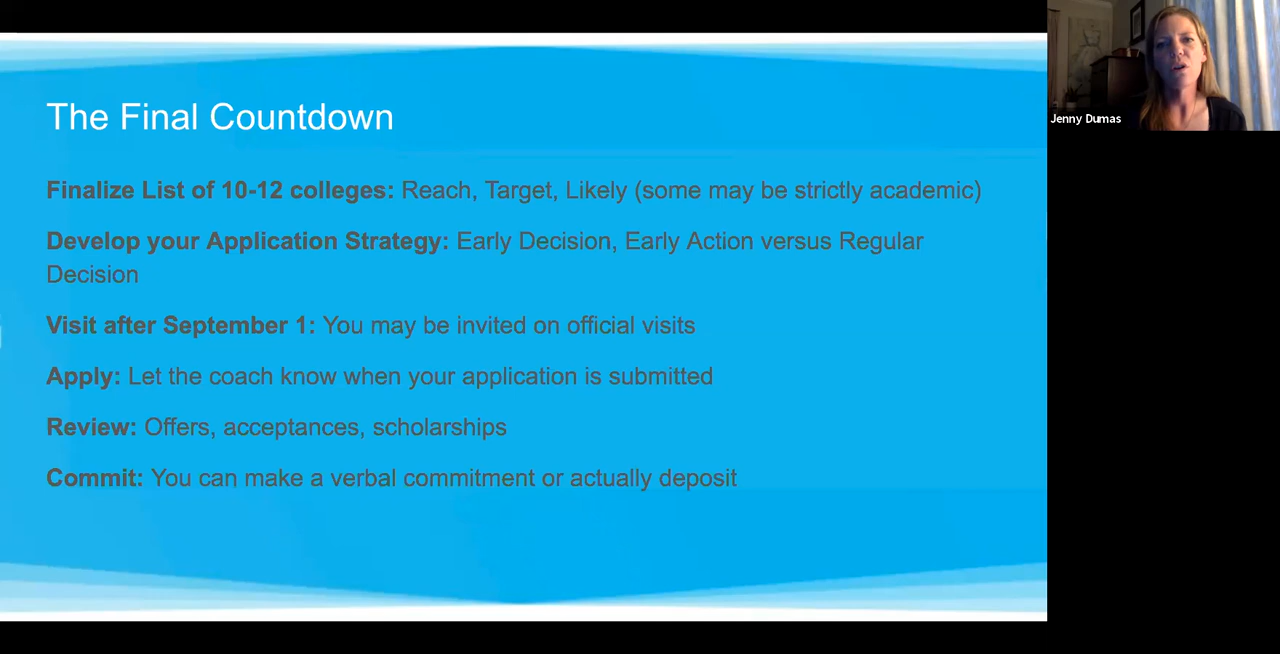 The Final Countdown
Finalize List of 10-12 colleges: Reach, Target, Likely (some may be strictly academic)
Develop your Application Strategy: Early Decision, Early Action versus Regular
Decision
Visit after September 1: You may be invited on official visits
Apply: Let the coach know when your application is submitted
Review: Offers, acceptances, scholarships
Commit: You can make a verbal commitment or actually deposit
Jenny Dumas